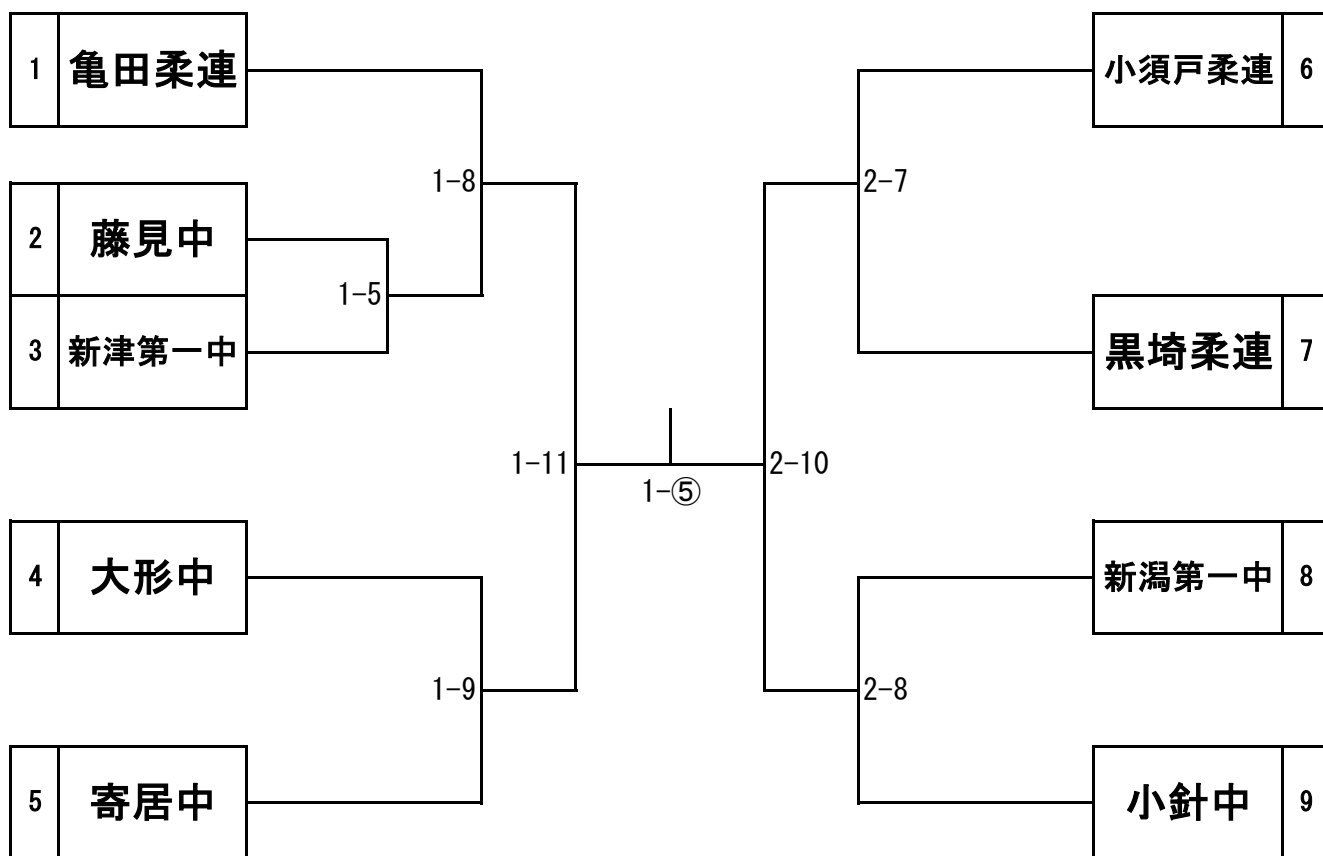 1 亀田柔連
1-8
2 藤見中
1-5
3 新津第一中
1-11
4 大形中
1-9
5 寄居中
1-⑤
小須戸柔連 6
2-7
黒埼柔連 7
2-10
新潟第一中 8
2-8
小針中 9